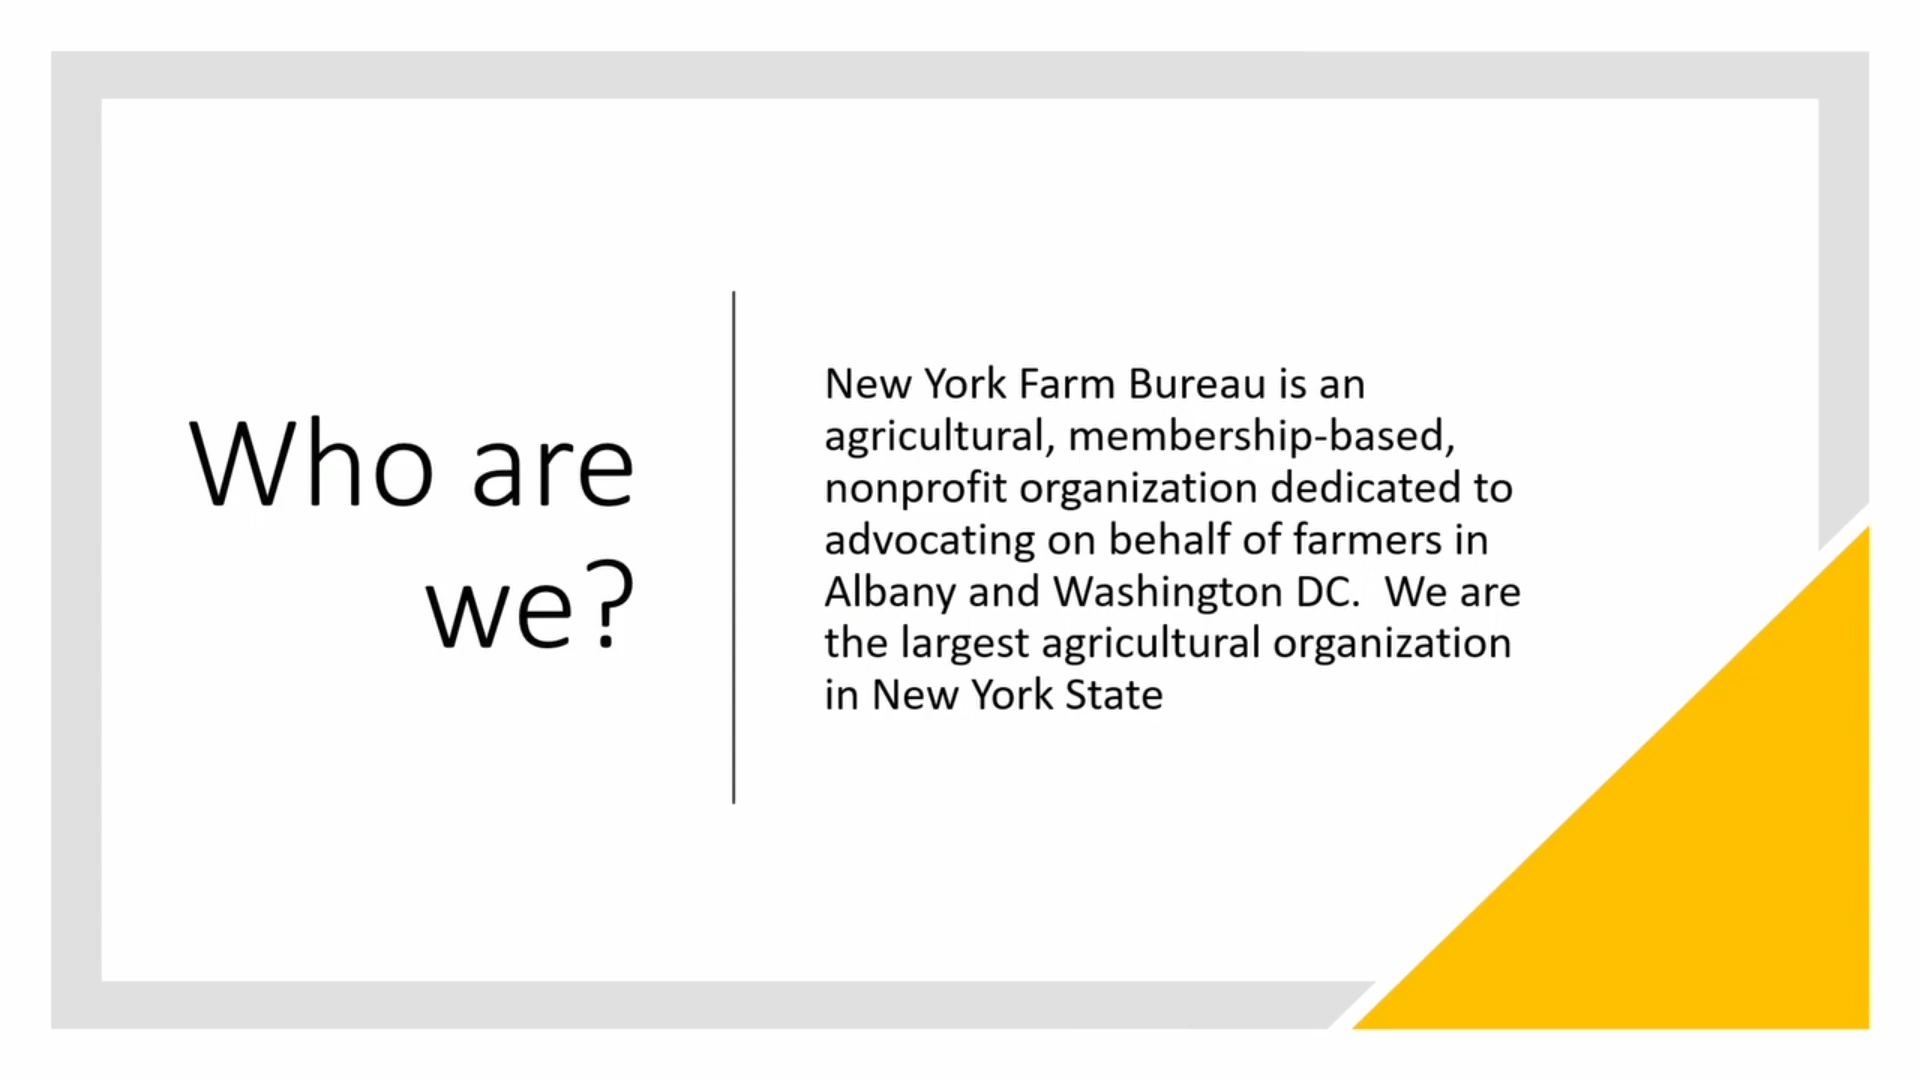 Who are
we?
New York Farm Bureau is an
agricultural, membership-based,
nonprofit organization dedicated to
advocating on behalf of farmers in
Albany and Washington DC.  We are
the largest agricultural organization
in New York State